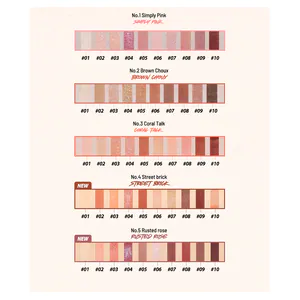 No.1 Simply Pink
SIMPLY PINK
#01 #02 #03 #04 #05 #06 #07 #08 #09 #10
No.2 Brown Choux
BROWN CHOUX
#01 #02 #03 #04 #05 #06 #07 #08 #09 #10
No.3 Coral Talk
CORAL TALK
#01 #02 #03 #04 #05 #06 #07 #08 #09 #10
No.4 Street brick
STREET BRICK
NEW
#01 #02 #03 #04 #05 #06 #07 #08 #09 #10
No.5 Rusted rose
RUSTED ROSE
NEW
#01 #02 #03 #04 #05 #06 #07 #08 #09 #10